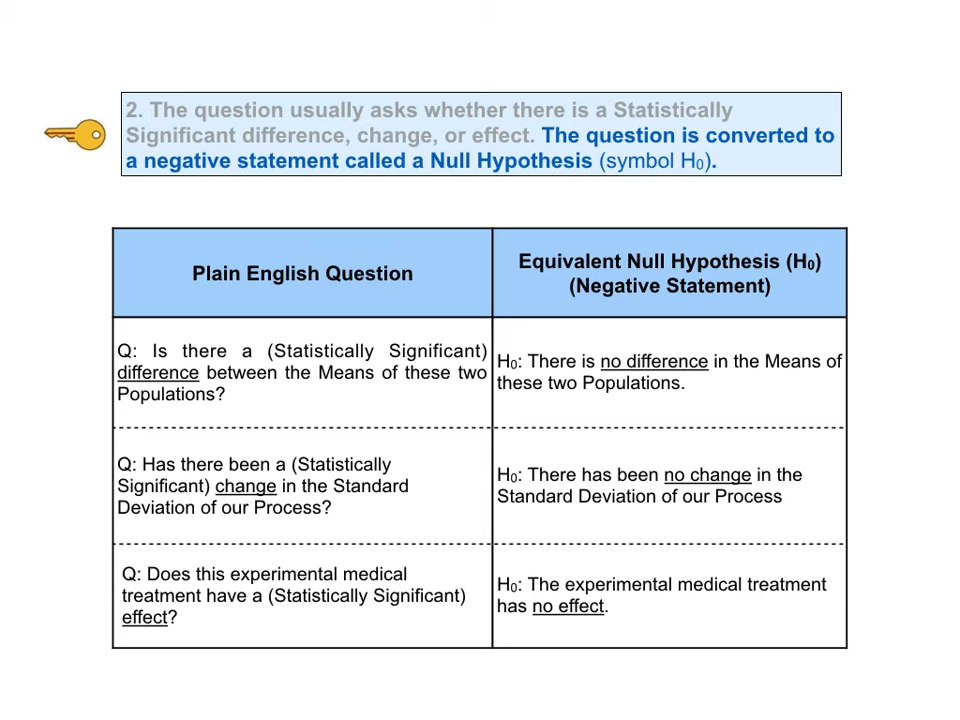 2. The question usually asks whether there is a Statistically
Significant difference, change, or effect. The question is converted to
a negative statement called a Null Hypothesis (symbol H₀).
Plain English Question
Equivalent Null Hypothesis (H₀)
(Negative Statement)
Q: Is there a (Statistically Significant)
difference between the Means of these two
Populations?
H₀: There is no difference in the Means of
these two Populations.
Q: Has there been a (Statistically
Significant) change in the Standard
Deviation of our Process?
H₀: There has been no change in the
Standard Deviation of our Process
Q: Does this experimental medical
treatment have a (Statistically Significant)
effect?
H₀: The experimental medical treatment
has no effect.